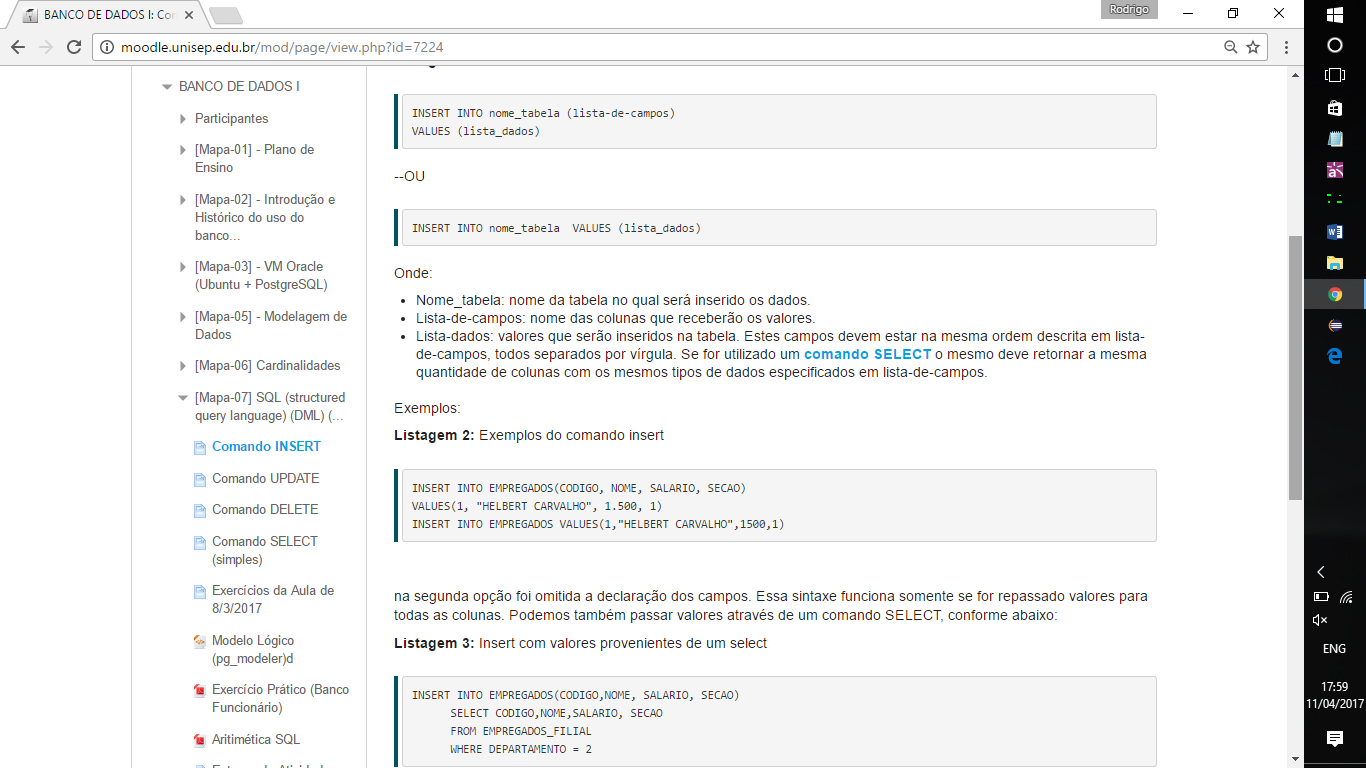 BANCO DE DADOS I: Cor
Rodrigo
moodle.unisep.edu.br/mod/page/view.php?id=7224
BANCO DE DADOS I
Participantes
[Mapa-01] - Plano de
Ensino
[Mapa-02] - Introdução e
Histórico do uso do
banco...
[Mapa-03] - VM Oracle
(Ubuntu + PostgreSQL)
[Mapa-05] - Modelagem de
Dados
[Mapa-06] Cardinalidades
[Mapa-07] SQL (structured
query language) (DML) (...
Comando INSERT
Comando UPDATE
Comando DELETE
Comando SELECT
(simples)
Exercícios da Aula de
8/3/2017
Modelo Lógico
(pg_modeler)d
Exercício Prático (Banco
Funcionário)
Aritimética SQL
INSERT INTO nome_tabela (lista-de-campos)
VALUES (lista_dados)
--OU
INSERT INTO nome_tabela  VALUES (lista_dados)
Onde:
• Nome_tabela: nome da tabela no qual será inserido os dados.
• Lista-de-campos: nome das colunas que receberão os valores.
• Lista-dados: valores que serão inseridos na tabela. Estes campos devem estar na mesma ordem descrita em lista-
de-campos, todos separados por vírgula. Se for utilizado um comando SELECT o mesmo deve retornar a mesma
quantidade de colunas com os mesmos tipos de dados especificados em lista-de-campos.
Exemplos:
Listagem 2: Exemplos do comando insert
INSERT INTO EMPREGADOS(CODIGO, NOME, SALARIO, SECAO)
VALUES(1, "HELBERT CARVALHO", 1.500, 1)
INSERT INTO EMPREGADOS VALUES(1,"HELBERT CARVALHO",1500,1)
na segunda opção foi omitida a declaração dos campos. Essa sintaxe funciona somente se for repassado valores para
todas as colunas. Podemos também passar valores através de um comando SELECT, conforme abaixo:
Listagem 3: Insert com valores provenientes de um select
INSERT INTO EMPREGADOS(CODIGO,NOME, SALARIO, SECAO)
SELECT CODIGO,NOME,SALARIO, SECAO
FROM EMPREGADOS_FILIAL
WHERE DEPARTAMENTO = 2
ENG
17:59
11/04/2017